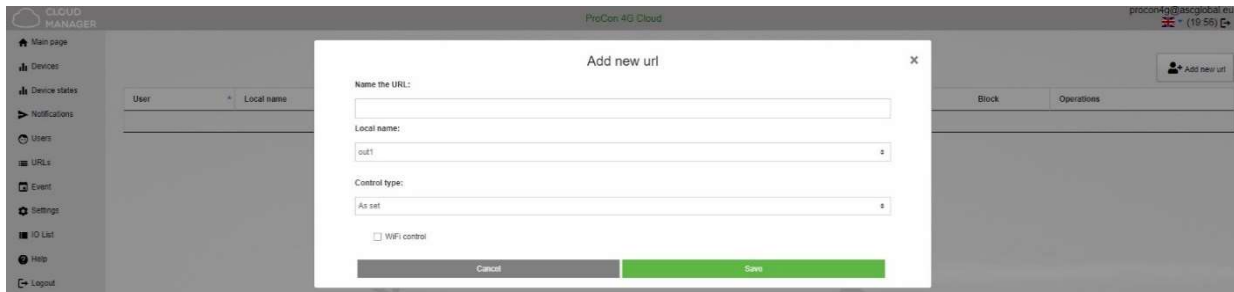 CLOUD
MANAGER
ProCon 4G Cloud
procon4g@ascglobal.eu
(19:56)
Main page
Devices
Device states
Notifications
Users
URLs
Event
Settings
IO List
Help
Logout
Add new url
User
Local name
Block
Operations
Add new url
×
Name the URL:
Local name:
out1
Control type:
As set
WiFi control
Cancel
Save